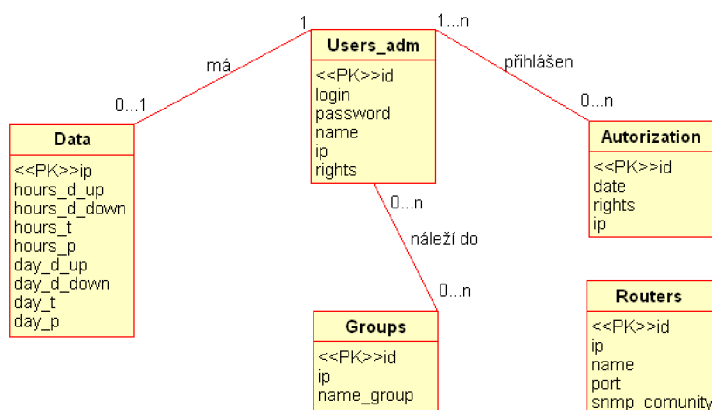 1
1...n
Users_adm
<<PK>>id
login
password
name
ip
rights
má
přihlášen
0...1
0...n
Data
<<PK>>ip
hours_d_up
hours_d_down
hours_t
hours_p
day_d_up
day_d_down
day_t
day_p
Autorization
<<PK>>id
date
rights
ip
0...n
náleží do
0...n
Groups
<<PK>>id
ip
name_group
Routers
<<PK>>id
ip
name
port
snmp_comunity